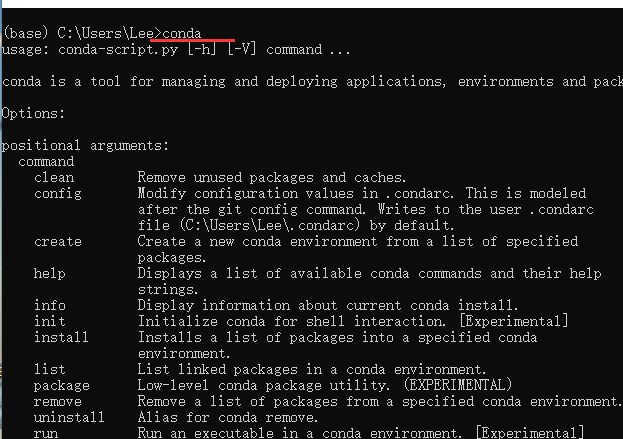 (base) C:\Users\Lee>conda
usage: conda-script.py [-h] [-V] command ...
conda is a tool for managing and deploying applications, environments and pack
Options:
positional arguments:
command
clean Remove unused packages and caches.
config Modify configuration values in .condarc. This is modeled
after the git config command. Writes to the user .condarc
file (C:\Users\Lee\.condarc) by default.
create Create a new conda environment from a list of specified
packages.
help Displays a list of available conda commands and their help
strings.
info Display information about current conda install.
init Initialize conda for shell interaction. [Experimental]
install Installs a list of packages into a specified conda
environment.
list List linked packages in a conda environment.
package Low-level conda package utility. (EXPERIMENTAL)
remove Remove a list of packages from a specified conda environment.
uninstall Alias for conda remove.
run Run an executable in a conda environment. [Experimental]